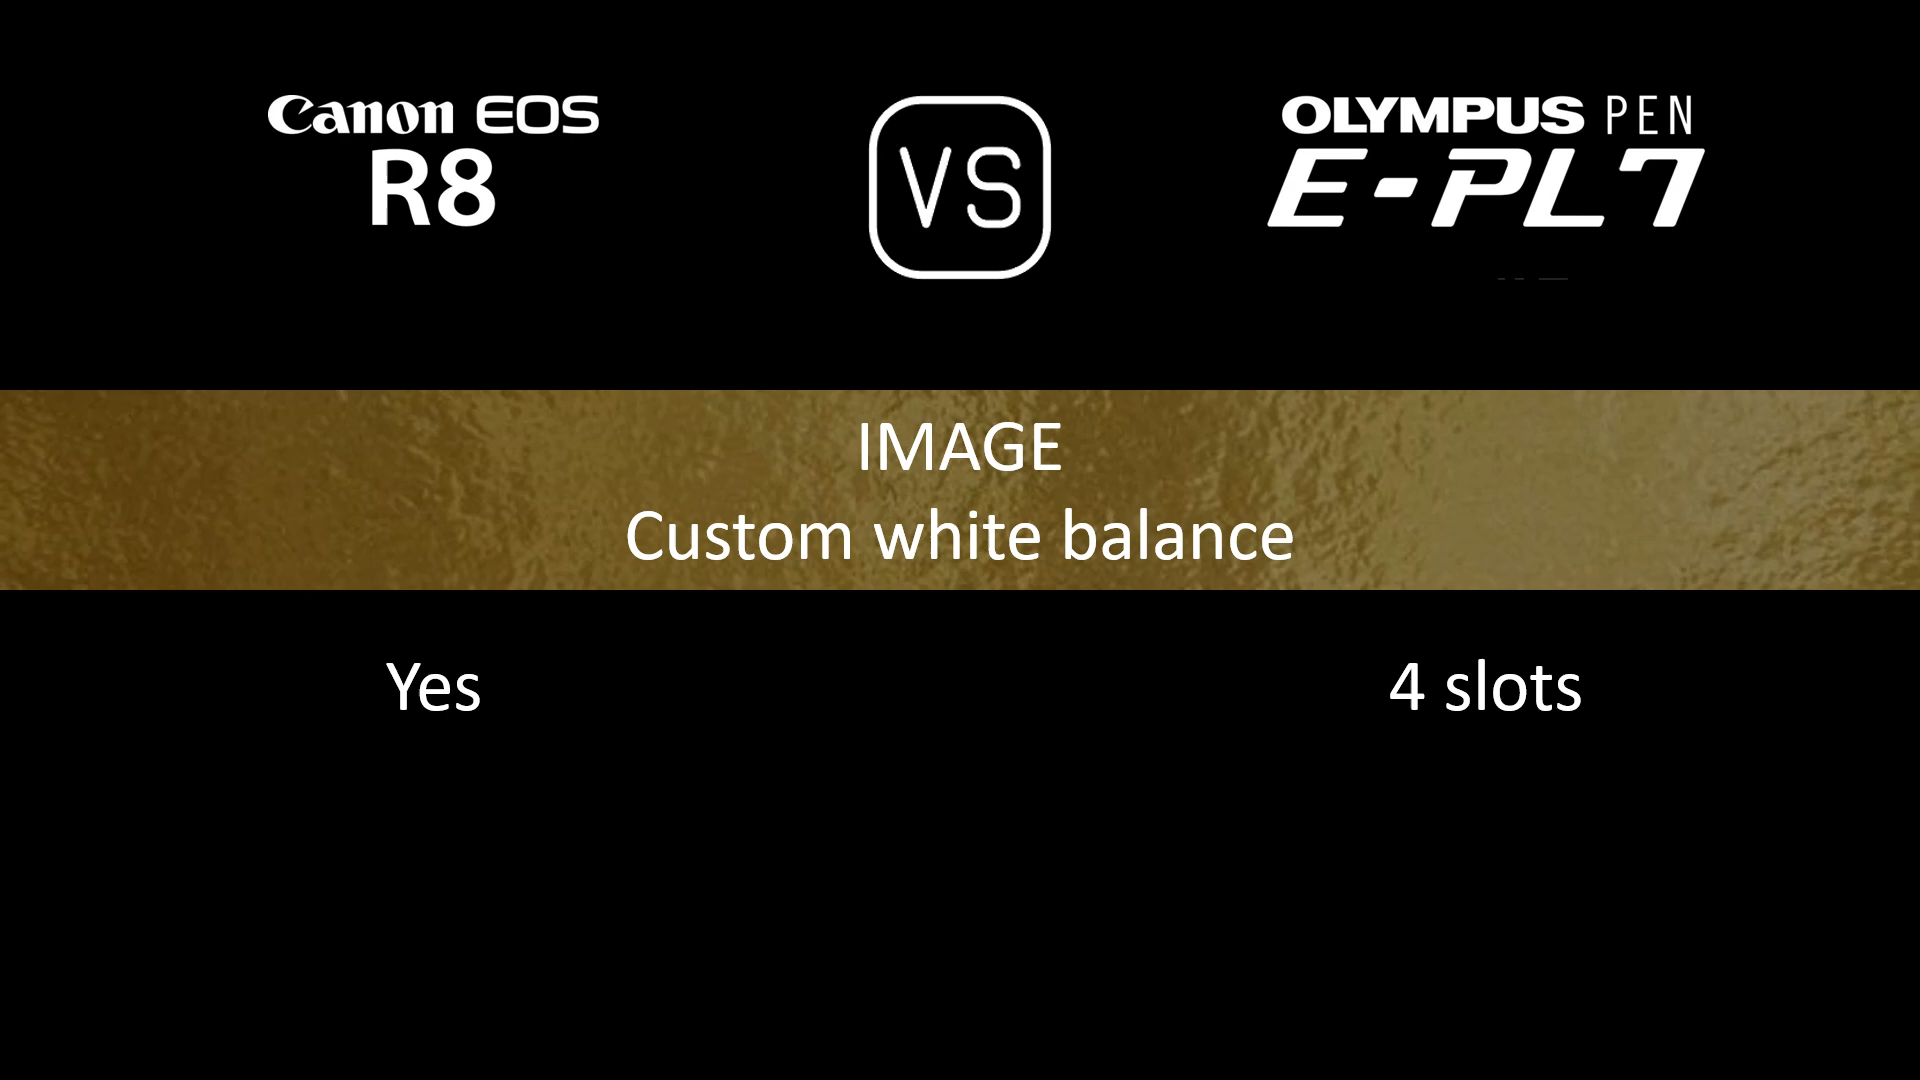 Canon EOS
R8
VS
OLYMPUS PEN
E-PL7
IMAGE
Custom white balance
Yes
4 slots